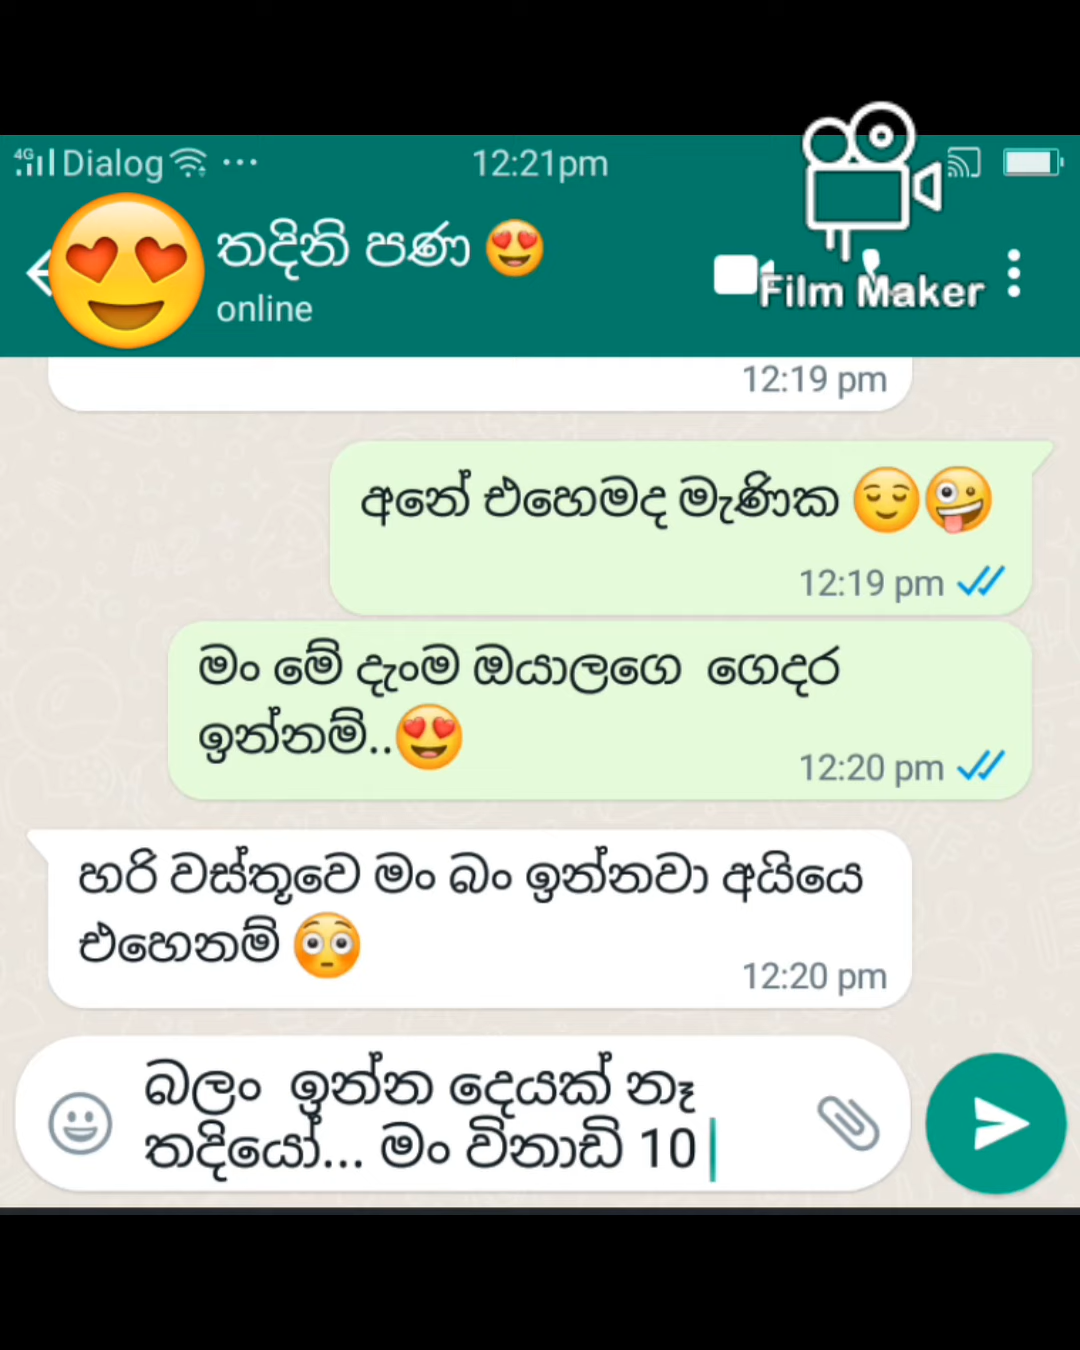 4G Dialog 12:21pm
තදිනි පණ 😍
online
Film Maker
12:19 pm
අනේ එහෙමද මැණික 😌🤪
12:19 pm
මං මේ දැංම ඔයාලගෙ ගෙදර
ඉන්නම්..😍
12:20 pm
හරි වස්තූවෙ මං බං ඉන්නවා අයියෙ
එහෙනම් 😳
12:20 pm
බලං ඉන්න දෙයක් නෑ
තදියෝ... මං විනාඩි 10